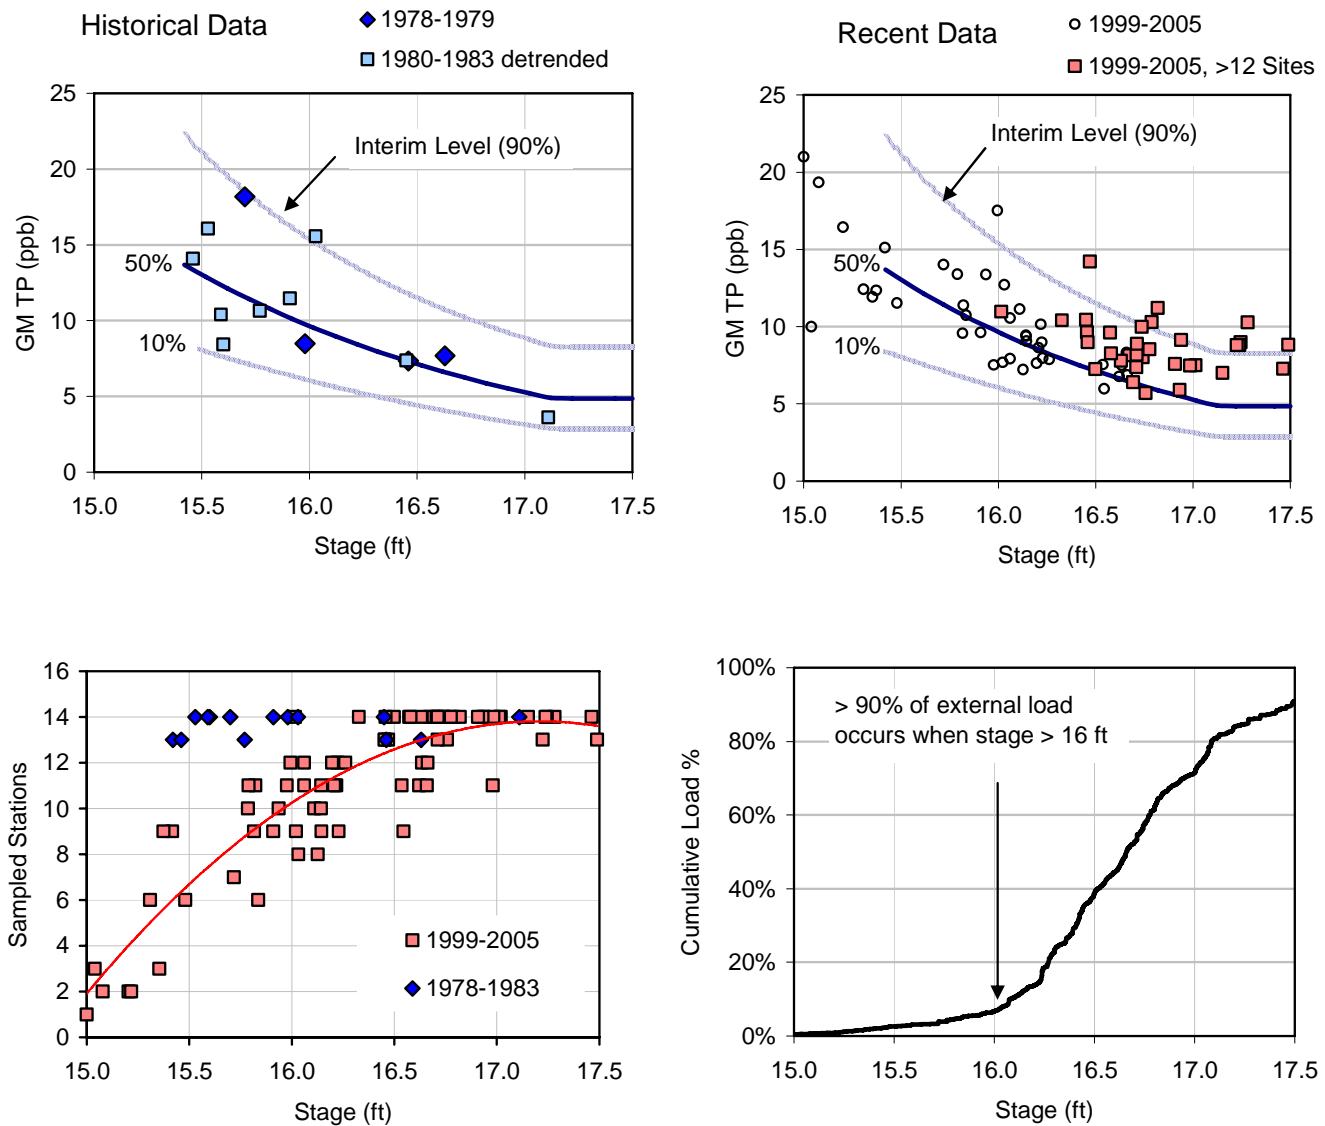 Historical Data
1978-1979
1980-1983 detrended
25
20
15
10
5
0
GM TP (ppb)
Interim Level (90%)
50%
10%
15.0 15.5 16.0 16.5 17.0 17.5
Stage (ft)
Recent Data
1999-2005
1999-2005, >12 Sites
25
20
15
10
5
0
GM TP (ppb)
Interim Level (90%)
50%
10%
15.0 15.5 16.0 16.5 17.0 17.5
Stage (ft)
16
14
12
10
8
6
4
2
0
Sampled Stations
1999-2005
1978-1983
15.0 15.5 16.0 16.5 17.0 17.5
Stage (ft)
100%
80%
60%
40%
20%
0%
Cumulative Load %
> 90% of external load
occurs when stage > 16 ft
15.0 15.5 16.0 16.5 17.0 17.5
Stage (ft)